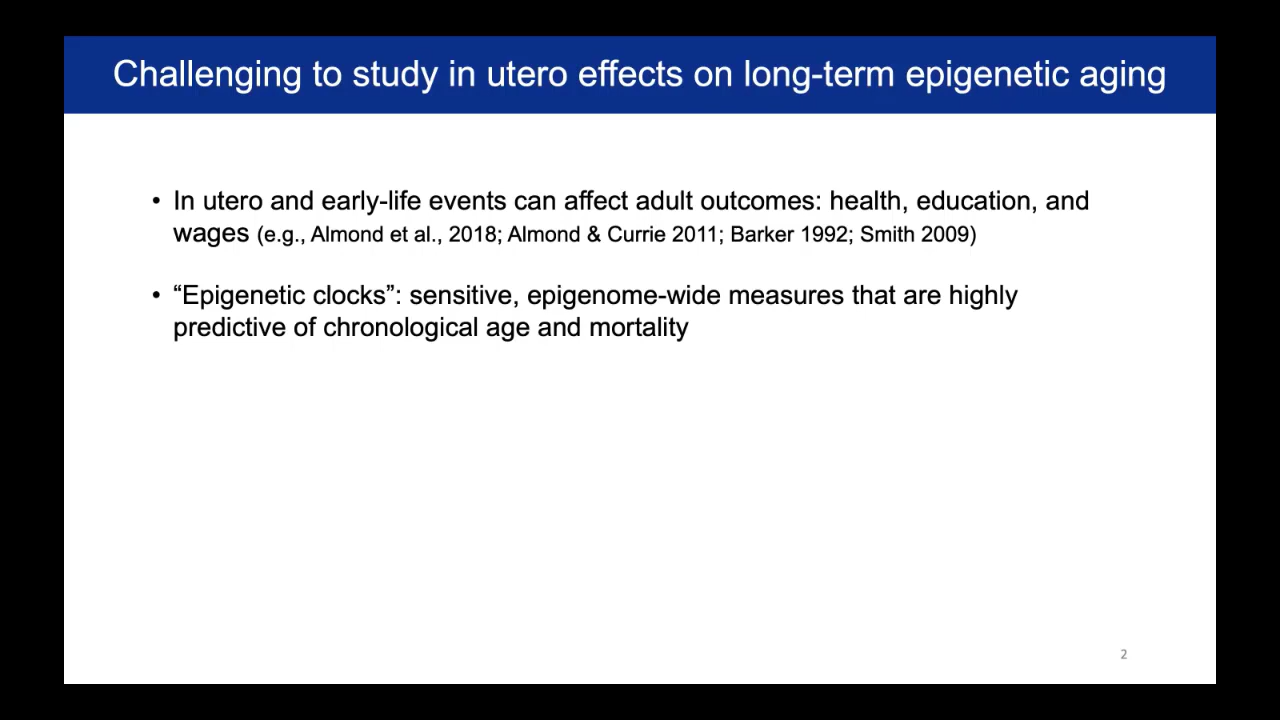 Challenging to study in utero effects on long-term epigenetic aging
• In utero and early-life events can affect adult outcomes: health, education, and
wages (e.g., Almond et al., 2018; Almond & Currie 2011; Barker 1992; Smith 2009)
• “Epigenetic clocks”: sensitive, epigenome-wide measures that are highly
predictive of chronological age and mortality
2